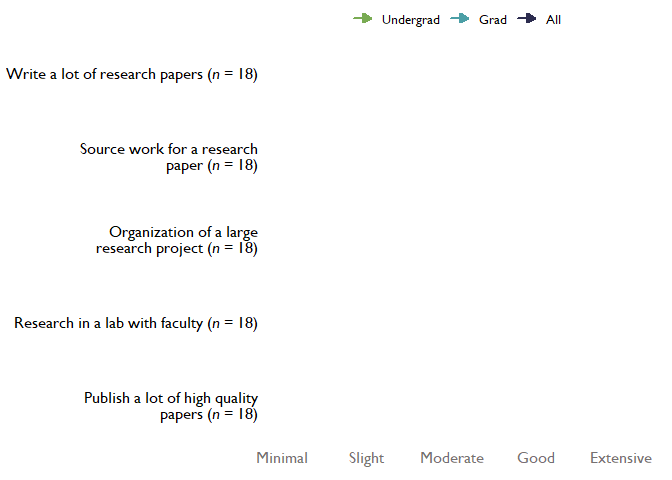 Undergrad Grad All
Write a lot of research papers (n = 18)
Source work for a research
paper (n = 18)
Organization of a large
research project (n = 18)
Research in a lab with faculty (n = 18)
Publish a lot of high quality
papers (n = 18)
Minimal Slight Moderate Good Extensive